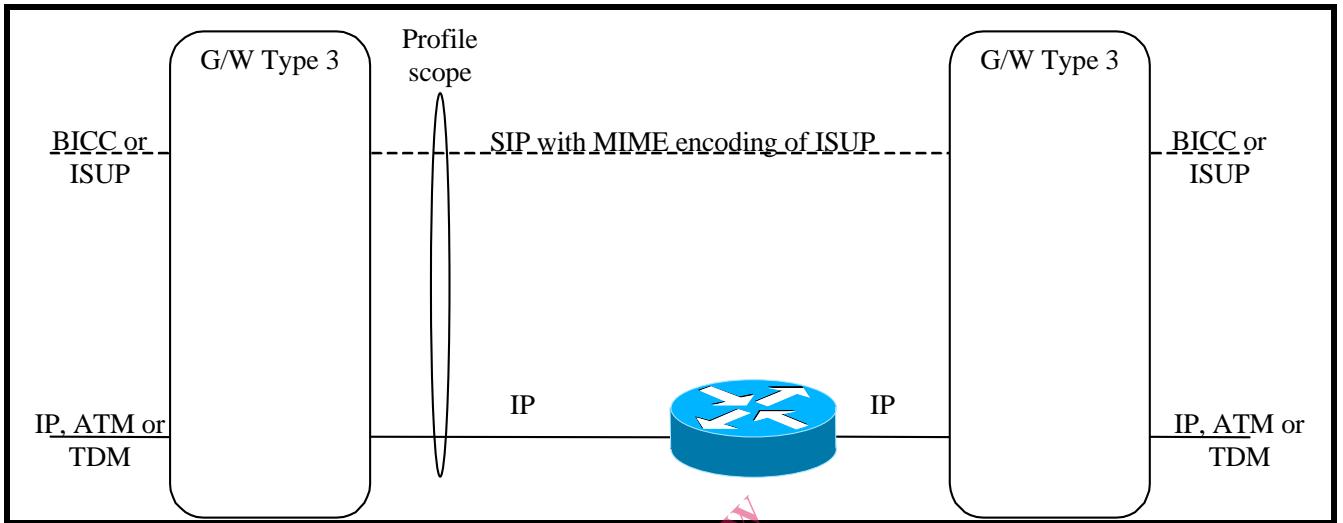 G/W Type 3
Profile
scope
G/W Type 3
BICC or
ISUP
SIP with MIME encoding of ISUP
BICC or
ISUP
IP, ATM or
TDM
IP
IP
IP, ATM or
TDM